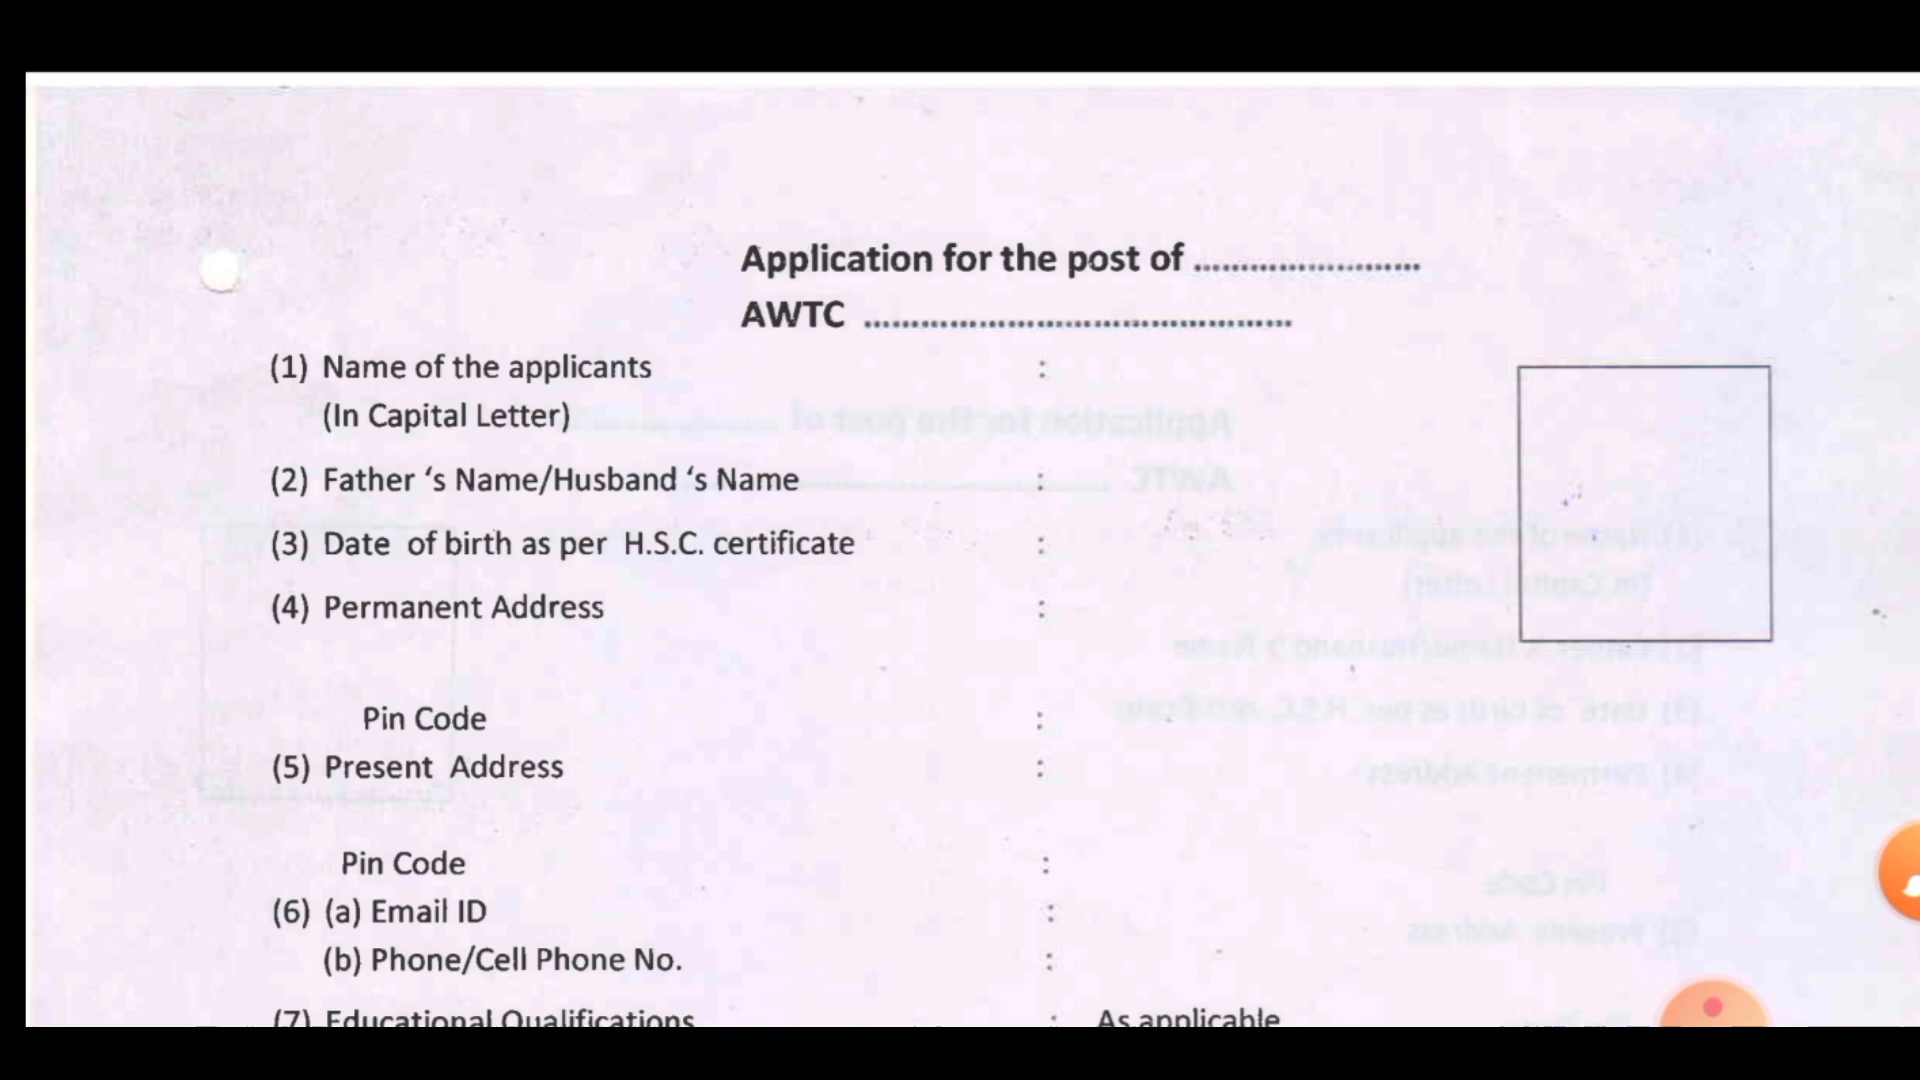 Application for the post of ........................
AWTC ..............................................
(1) Name of the applicants :
(In Capital Letter)
(2) Father ‘s Name/Husband ‘s Name :
(3) Date of birth as per H.S.C. certificate :
(4) Permanent Address :
Pin Code :
(5) Present Address :
Pin Code :
(6) (a) Email ID :
(b) Phone/Cell Phone No. :
(7) Educational Qualifications : As applicable